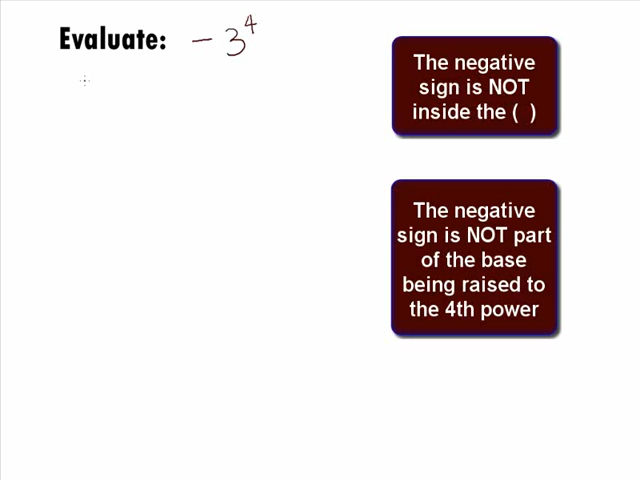 Evaluate: - 3⁴
The negative
sign is NOT
inside the ( )
The negative
sign is NOT part
of the base
being raised to
the 4th power